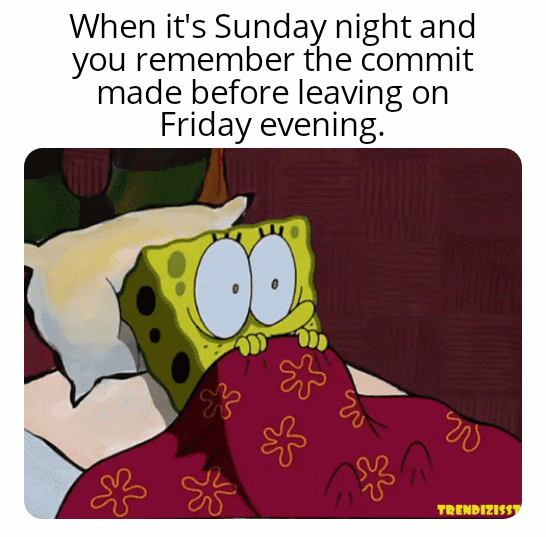 When it's Sunday night and
you remember the commit
made before leaving on
Friday evening.
TRENDIZISST